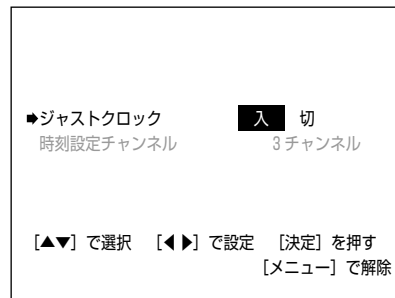 ➡ジャストクロック 入 切
時刻設定チャンネル 3チャンネル
[▲▼]で選択 [◀▶]で設定 [決定]を押す
[メニュー]で解除